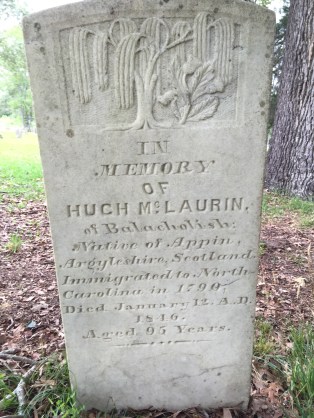 IN
MEMORY
OF
HUGH McLAURIN.
of Balacholish:
Native of Appin,
Argyleshire, Scotland.
Immigrated to North
Carolina in 1790.
Died January 12. A.D.
1846.
Aged 95 Years.